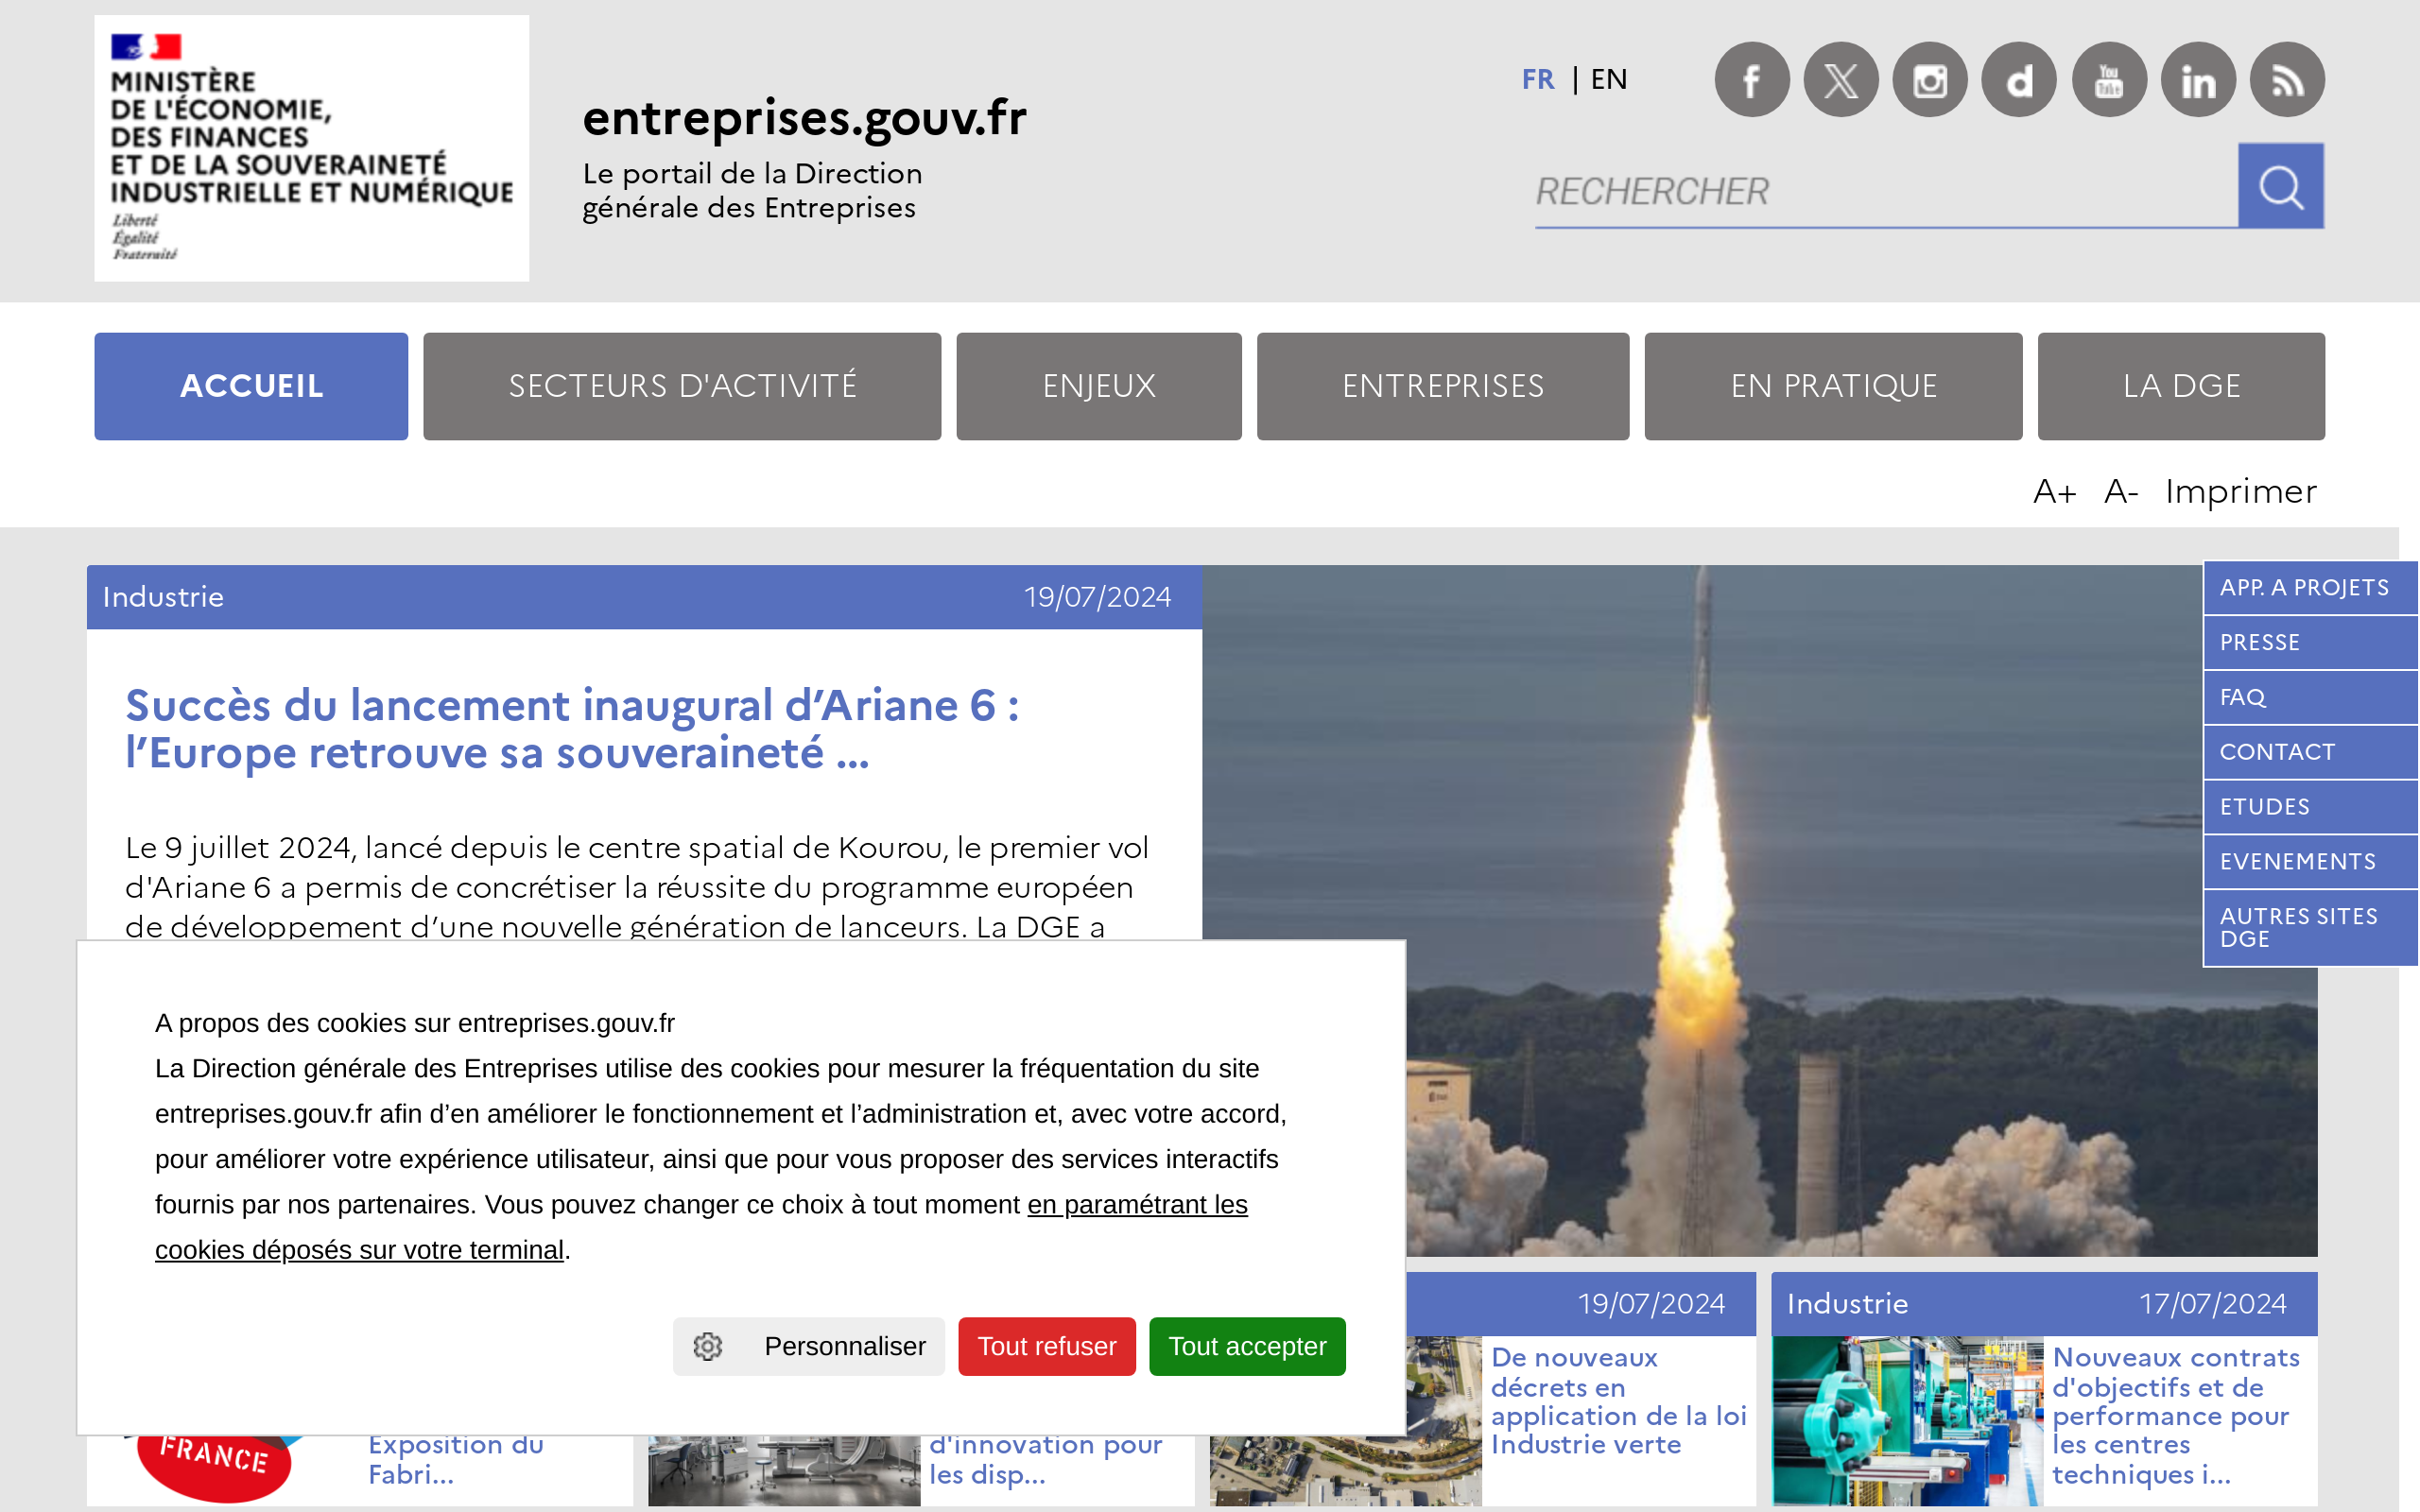 MINISTÈRE
DE L'ÉCONOMIE,
DES FINANCES
ET DE LA SOUVERAINETÉ
INDUSTRIELLE ET NUMÉRIQUE
Liberté
Égalité
Fraternité
entreprises.gouv.fr
Le portail de la Direction
générale des Entreprises
FR | EN
You Tube
RECHERCHER
ACCUEIL
SECTEURS D'ACTIVITÉ
ENJEUX
ENTREPRISES
EN PRATIQUE
LA DGE
A+ A- Imprimer
Industrie 19/07/2024
Succès du lancement inaugural d’Ariane 6 :
l’Europe retrouve sa souveraineté ...
Le 9 juillet 2024, lancé depuis le centre spatial de Kourou, le premier vol
d'Ariane 6 a permis de concrétiser la réussite du programme européen
de développement d’une nouvelle génération de lanceurs. La DGE a
APP. A PROJETS
PRESSE
FAQ
CONTACT
ETUDES
EVENEMENTS
AUTRES SITES
DGE
A propos des cookies sur entreprises.gouv.fr
La Direction générale des Entreprises utilise des cookies pour mesurer la fréquentation du site
entreprises.gouv.fr afin d’en améliorer le fonctionnement et l’administration et, avec votre accord,
pour améliorer votre expérience utilisateur, ainsi que pour vous proposer des services interactifs
fournis par nos partenaires. Vous pouvez changer ce choix à tout moment en paramétrant les
cookies déposés sur votre terminal.
Personnaliser
Tout refuser
Tout accepter
FRANCE
Exposition du
Fabri...
d'innovation pour
les disp...
19/07/2024
De nouveaux
décrets en
application de la loi
Industrie verte
Industrie 17/07/2024
Nouveaux contrats
d'objectifs et de
performance pour
les centres
techniques i...